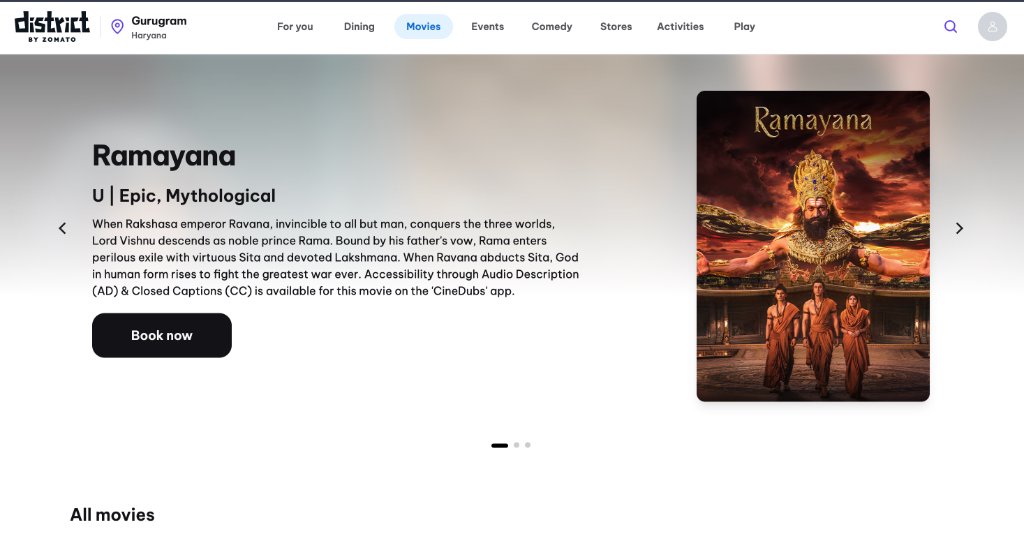 district
BY ZOMATO
Gurugram
Haryana
For you
Dining
Movies
Events
Comedy
Stores
Activities
Play
Ramayana
U | Epic, Mythological
When Rakshasa emperor Ravana, invincible to all but man, conquers the three worlds,
Lord Vishnu descends as noble prince Rama. Bound by his father's vow, Rama enters
perilous exile with virtuous Sita and devoted Lakshmana. When Ravana abducts Sita, God
in human form rises to fight the greatest war ever. Accessibility through Audio Description
(AD) & Closed Captions (CC) is available for this movie on the 'CineDubs' app.
Book now
Ramayana
All movies